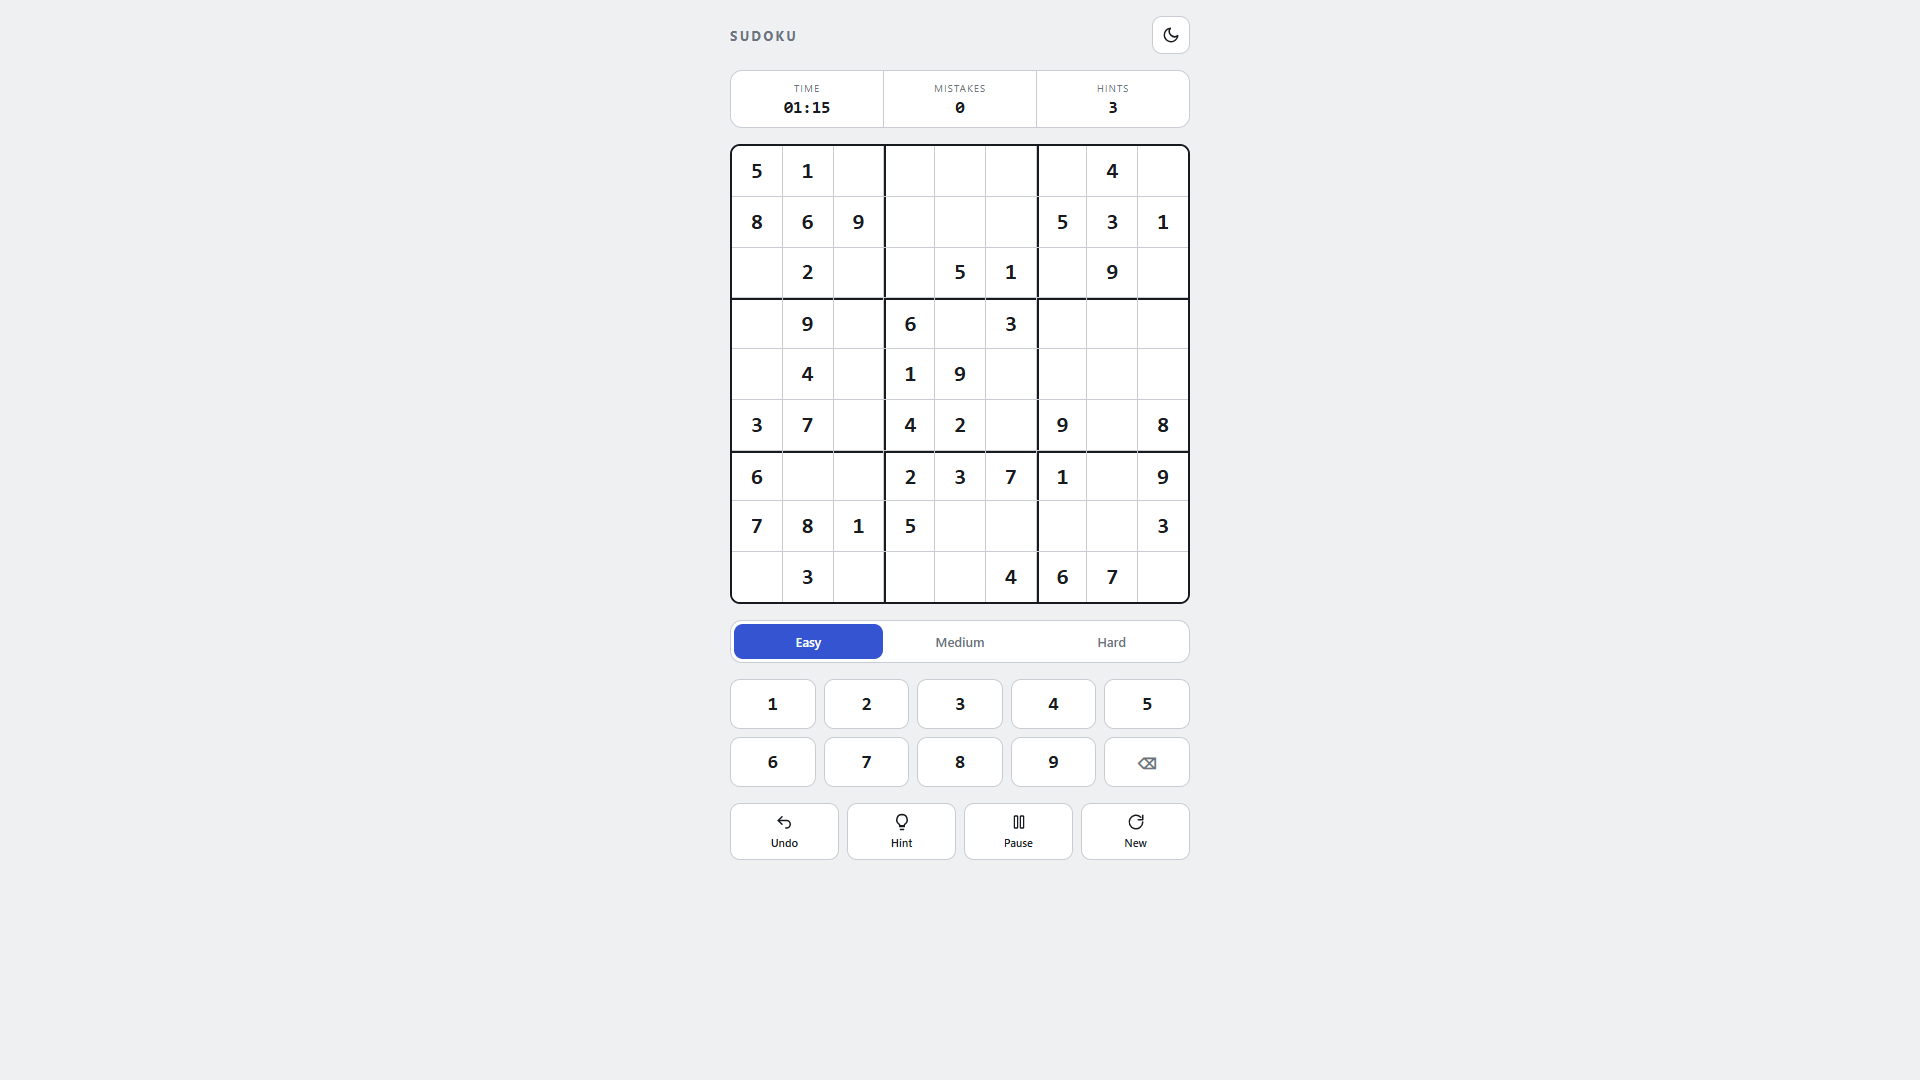 SUDOKU
TIME MISTAKES HINTS
01:15 0 3
5 1 4
8 6 9 5 3 1
2 5 1 9
9 6 3
4 1 9
3 7 4 2 9 8
6 2 3 7 1 9
7 8 1 5 3
3 4 6 7
Easy Medium Hard
1 2 3 4 5
6 7 8 9 ⌫
Undo Hint Pause New